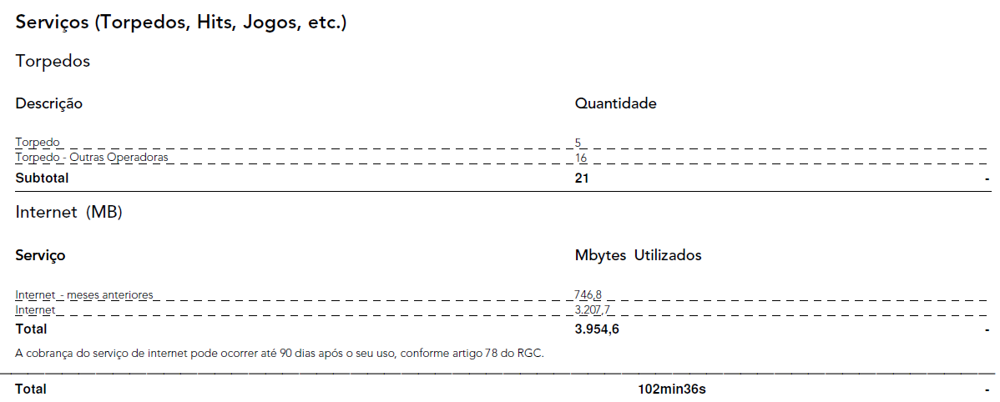 Serviços (Torpedos, Hits, Jogos, etc.)
Torpedos
Descrição Quantidade
Torpedo 5
Torpedo - Outras Operadoras 16
Subtotal 21 -
Internet (MB)
Serviço Mbytes Utilizados
Internet - meses anteriores 746,8
Internet 3.207,7
Total 3.954,6 -
A cobrança do serviço de internet pode ocorrer até 90 dias após o seu uso, conforme artigo 78 do RGC.
Total 102min36s -